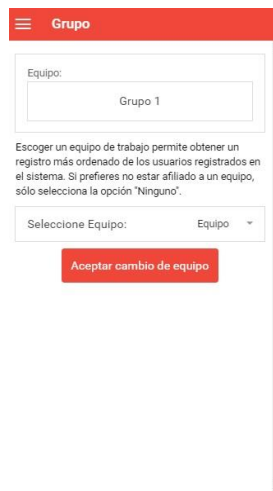 Grupo
Equipo:
Grupo 1
Escoger un equipo de trabajo permite obtener un
registro más ordenado de los usuarios registrados en
el sistema. Si prefieres no estar afiliado a un equipo,
sólo selecciona la opción "Ninguno".
Seleccione Equipo: Equipo
Aceptar cambio de equipo